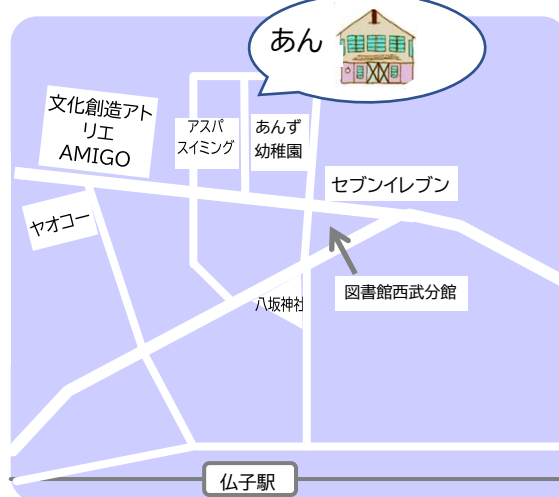 あん
文化創造アト
リエ
AMIGO
アスパ
スイミング
あんず
幼稚園
セブンイレブン
ヤオコー
図書館西武分館
八坂神社
仏子駅